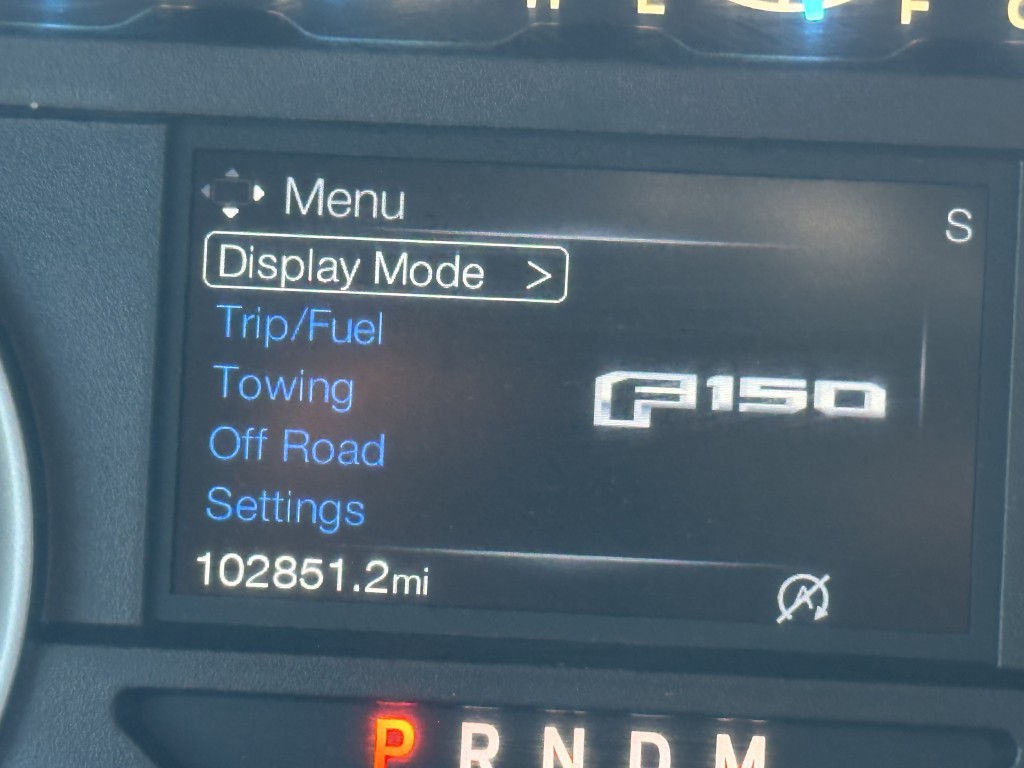 H E F
Menu
S
Display Mode >
Trip/Fuel
Towing
F150
Off Road
Settings
102851.2mi
A
P R N D M